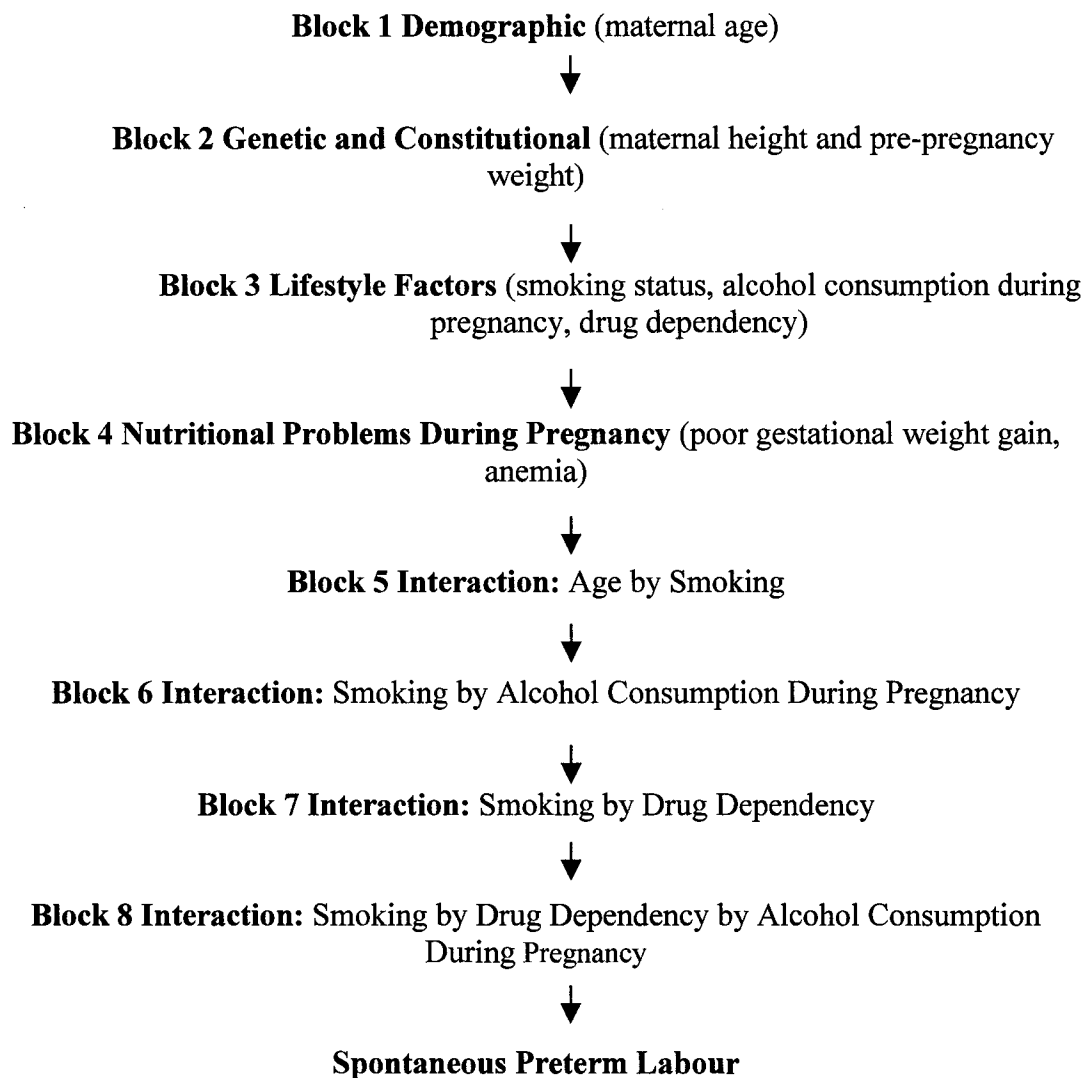 Block 1 Demographic (maternal age)
Block 2 Genetic and Constitutional (maternal height and pre-pregnancy
weight)
Block 3 Lifestyle Factors (smoking status, alcohol consumption during
pregnancy, drug dependency)
Block 4 Nutritional Problems During Pregnancy (poor gestational weight gain,
anemia)
Block 5 Interaction: Age by Smoking
Block 6 Interaction: Smoking by Alcohol Consumption During Pregnancy
Block 7 Interaction: Smoking by Drug Dependency
Block 8 Interaction: Smoking by Drug Dependency by Alcohol Consumption
During Pregnancy
Spontaneous Preterm Labour